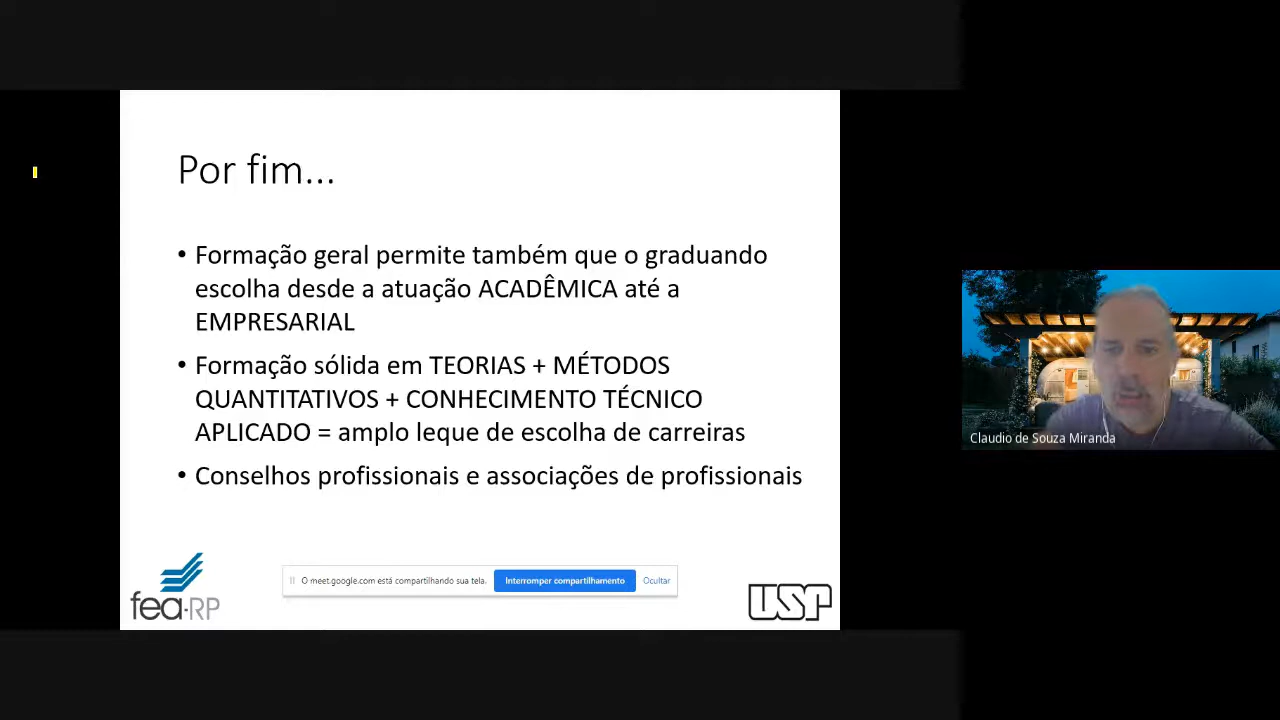 Por fim...
• Formação geral permite também que o graduando
escolha desde a atuação ACADÊMICA até a
EMPRESARIAL
• Formação sólida em TEORIAS + MÉTODOS
QUANTITATIVOS + CONHECIMENTO TÉCNICO
APLICADO = amplo leque de escolha de carreiras
• Conselhos profissionais e associações de profissionais
Claudio de Souza Miranda
O meet.google.com está compartilhando sua tela.
Interromper compartilhamento
Ocultar
fea-RP
USP